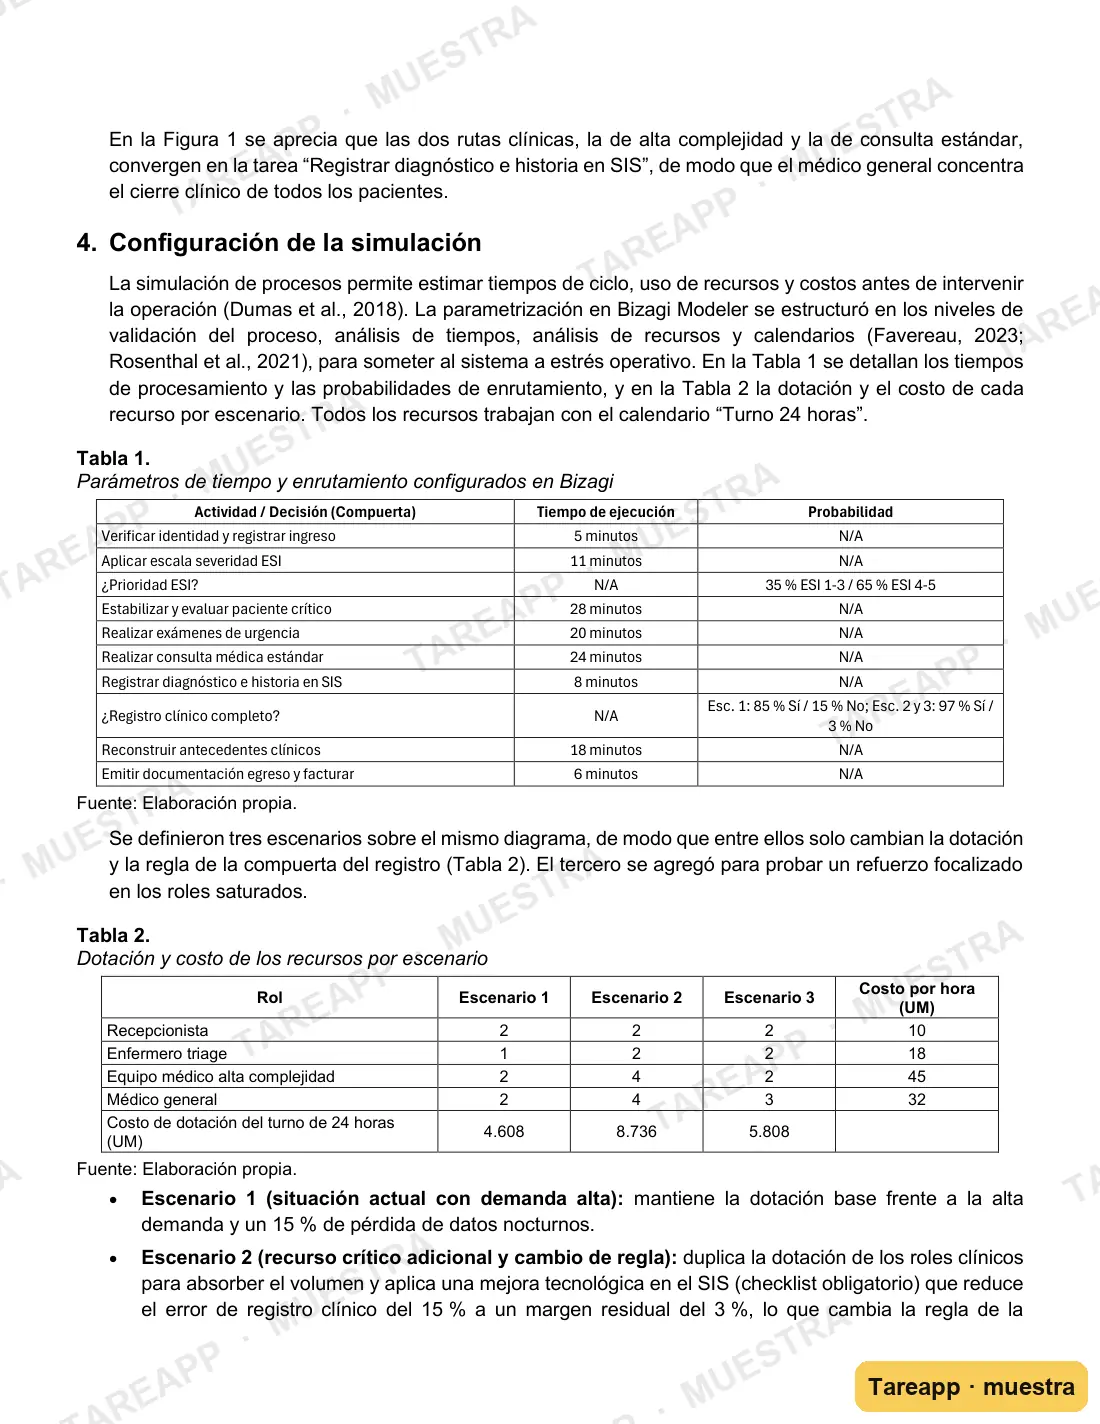 En la Figura 1 se aprecia que las dos rutas clínicas, la de alta complejidad y la de consulta estándar,
convergen en la tarea “Registrar diagnóstico e historia en SIS”, de modo que el médico general concentra
el cierre clínico de todos los pacientes.
4. Configuración de la simulación
La simulación de procesos permite estimar tiempos de ciclo, uso de recursos y costos antes de intervenir
la operación (Dumas et al., 2018). La parametrización en Bizagi Modeler se estructuró en los niveles de
validación del proceso, análisis de tiempos, análisis de recursos y calendarios (Favereau, 2023;
Rosenthal et al., 2021), para someter al sistema a estrés operativo. En la Tabla 1 se detallan los tiempos
de procesamiento y las probabilidades de enrutamiento, y en la Tabla 2 la dotación y el costo de cada
recurso por escenario. Todos los recursos trabajan con el calendario “Turno 24 horas”.
Tabla 1.
Parámetros de tiempo y enrutamiento configurados en Bizagi
Actividad / Decisión (Compuerta) Tiempo de ejecución Probabilidad
Verificar identidad y registrar ingreso 5 minutos N/A
Aplicar escala severidad ESI 11 minutos N/A
¿Prioridad ESI? N/A 35 % ESI 1-3 / 65 % ESI 4-5
Estabilizar y evaluar paciente crítico 28 minutos N/A
Realizar exámenes de urgencia 20 minutos N/A
Realizar consulta médica estándar 24 minutos N/A
Registrar diagnóstico e historia en SIS 8 minutos N/A
¿Registro clínico completo? N/A Esc. 1: 85 % Sí / 15 % No; Esc. 2 y 3: 97 % Sí /
3 % No
Reconstruir antecedentes clínicos 18 minutos N/A
Emitir documentación egreso y facturar 6 minutos N/A
Fuente: Elaboración propia.
Se definieron tres escenarios sobre el mismo diagrama, de modo que entre ellos solo cambian la dotación
y la regla de la compuerta del registro (Tabla 2). El tercero se agregó para probar un refuerzo focalizado
en los roles saturados.
Tabla 2.
Dotación y costo de los recursos por escenario
Rol Escenario 1 Escenario 2 Escenario 3 Costo por hora
(UM)
Recepcionista 2 2 2 10
Enfermero triage 1 2 2 18
Equipo médico alta complejidad 2 4 2 45
Médico general 2 4 3 32
Costo de dotación del turno de 24 horas
(UM) 4.608 8.736 5.808
Fuente: Elaboración propia.
• Escenario 1 (situación actual con demanda alta): mantiene la dotación base frente a la alta
demanda y un 15 % de pérdida de datos nocturnos.
• Escenario 2 (recurso crítico adicional y cambio de regla): duplica la dotación de los roles clínicos
para absorber el volumen y aplica una mejora tecnológica en el SIS (checklist obligatorio) que reduce
el error de registro clínico del 15 % a un margen residual del 3 %, lo que cambia la regla de la
Tareapp · muestra